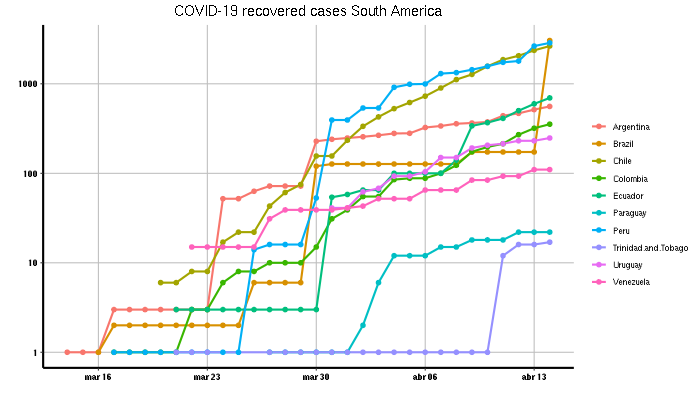 COVID-19 recovered cases South America
1000
100
10
1
mar 16
mar 23
mar 30
abr 06
abr 13
Argentina
Brazil
Chile
Colombia
Ecuador
Paraguay
Peru
Trinidad.and.Tobago
Uruguay
Venezuela